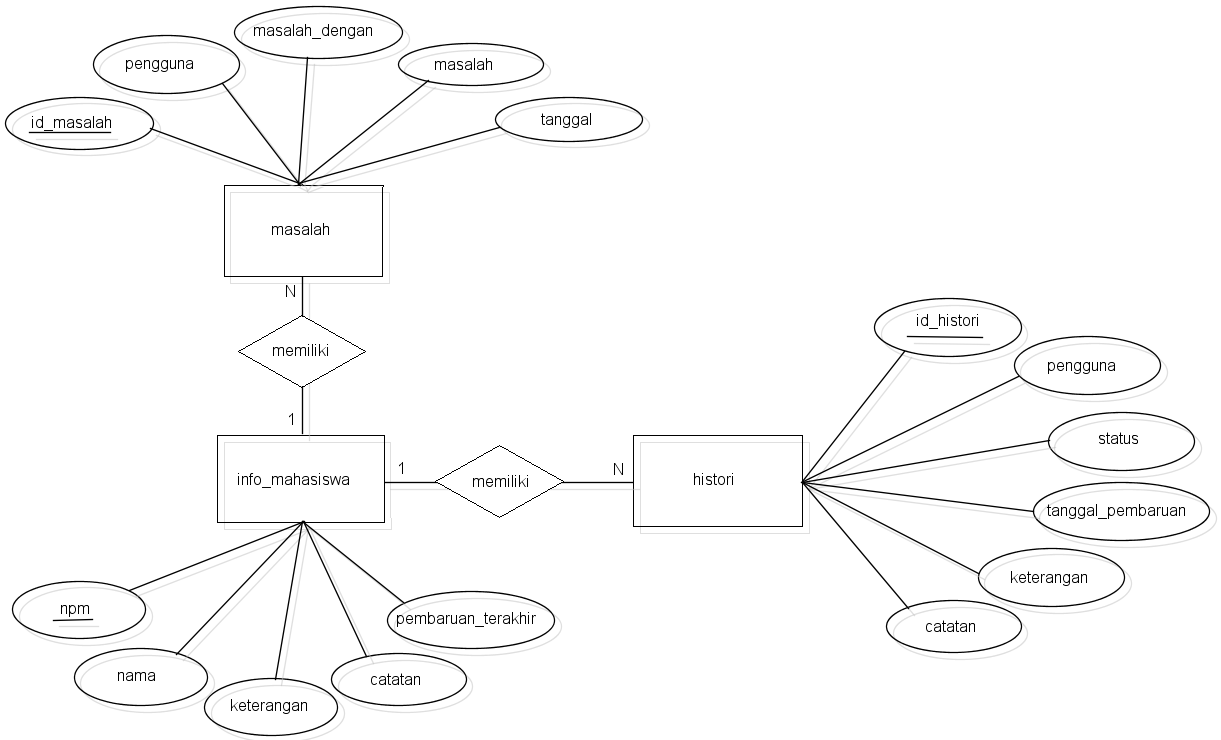 masalah_dengan
pengguna
masalah
id_masalah
tanggal
masalah
N
memiliki
1
info_mahasiswa
1
memiliki
N
histori
id_histori
pengguna
status
tanggal_pembaruan
keterangan
catatan
npm
nama
keterangan
catatan
pembaruan_terakhir